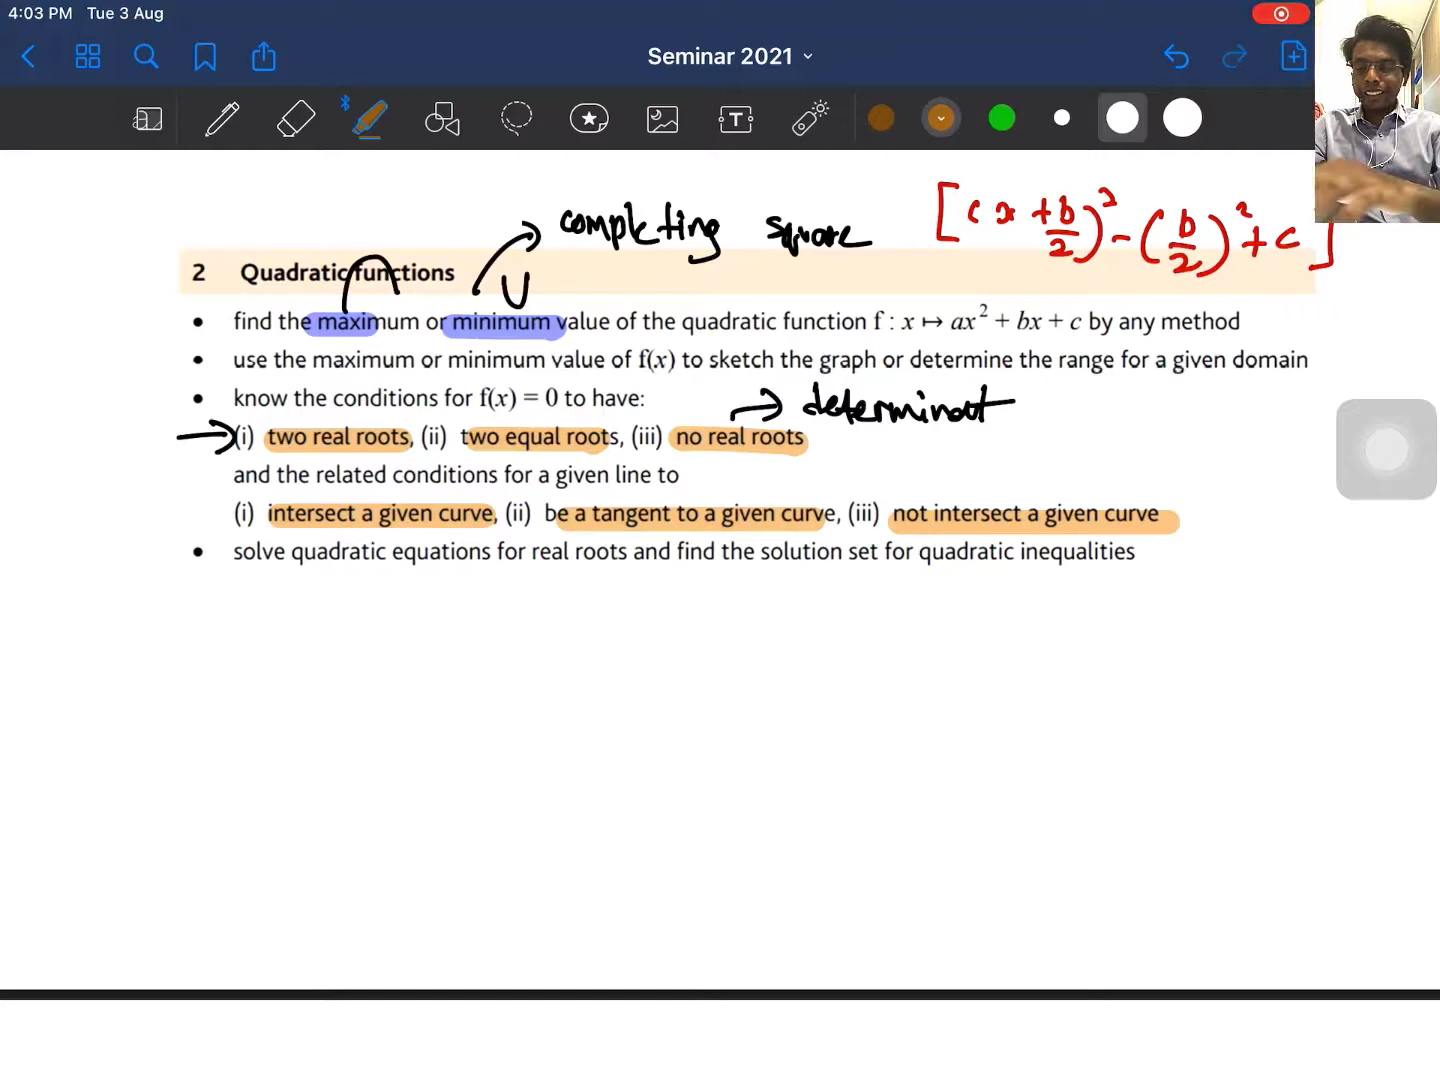 4:03 PM Tue 3 Aug
Seminar 2021
completing square
[(x + b/2)² - (b/2)² + c]
2 Quadratic functions
• find the maximum or minimum value of the quadratic function f : x ↦ ax² + bx + c by any method
• use the maximum or minimum value of f(x) to sketch the graph or determine the range for a given domain
• know the conditions for f(x) = 0 to have:
→ determinant
→ (i) two real roots, (ii) two equal roots, (iii) no real roots
and the related conditions for a given line to
(i) intersect a given curve, (ii) be a tangent to a given curve, (iii) not intersect a given curve
• solve quadratic equations for real roots and find the solution set for quadratic inequalities